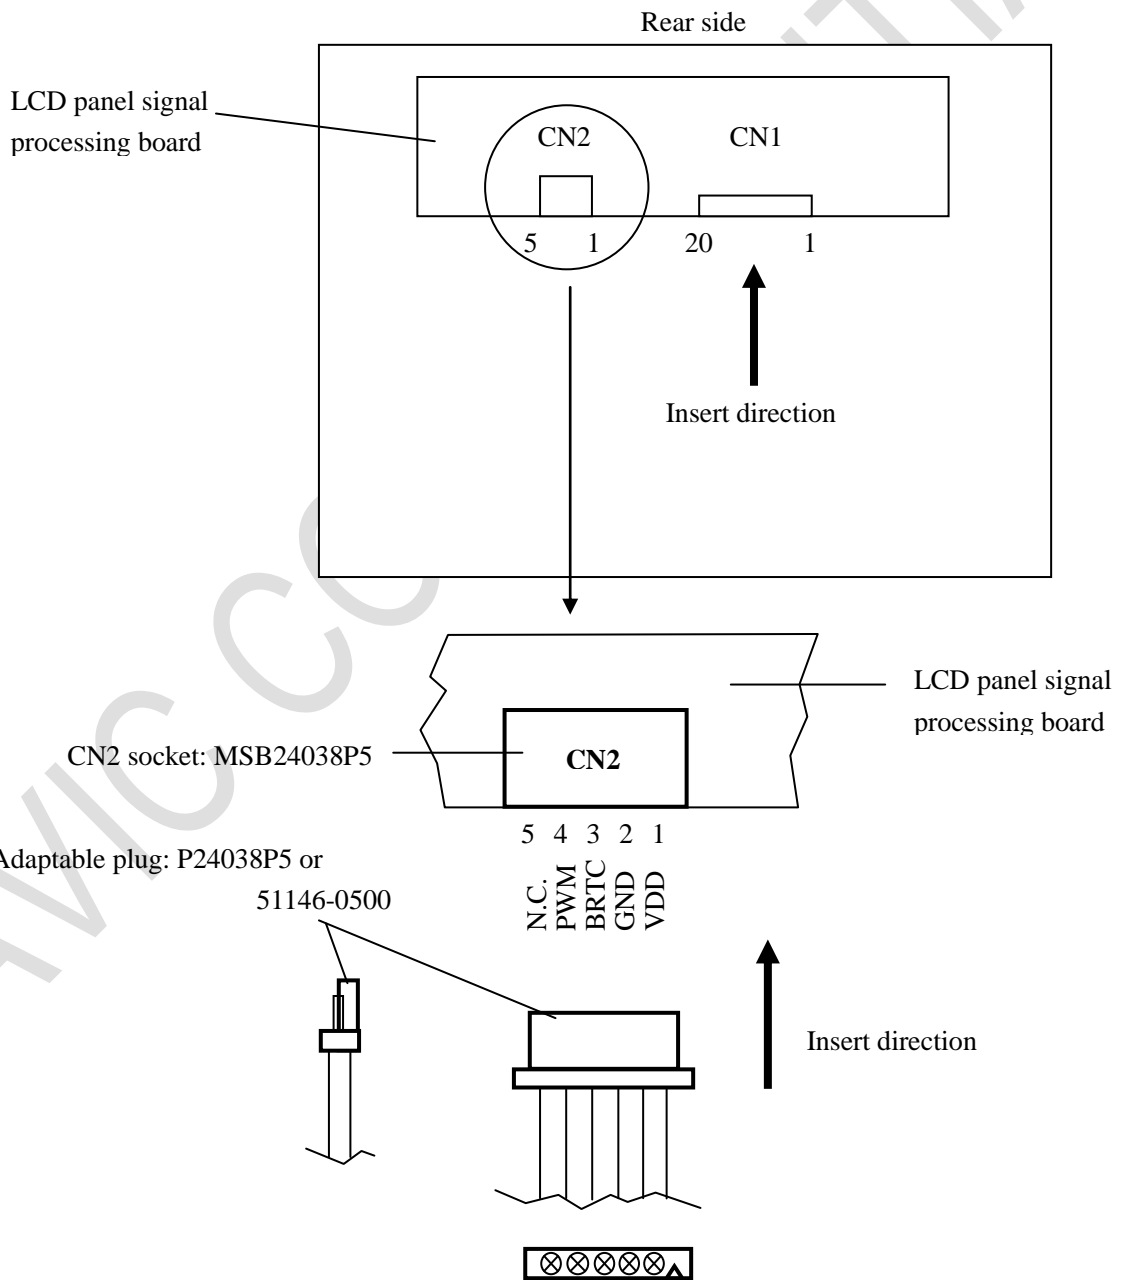 Rear side
LCD panel signal
processing board
CN2
CN1
5 1 20 1
Insert direction
LCD panel signal
processing board
CN2 socket: MSB24038P5
CN2
5 4 3 2 1
N.C.
PWM
BRTC
GND
VDD
Adaptable plug: P24038P5 or
51146-0500
Insert direction